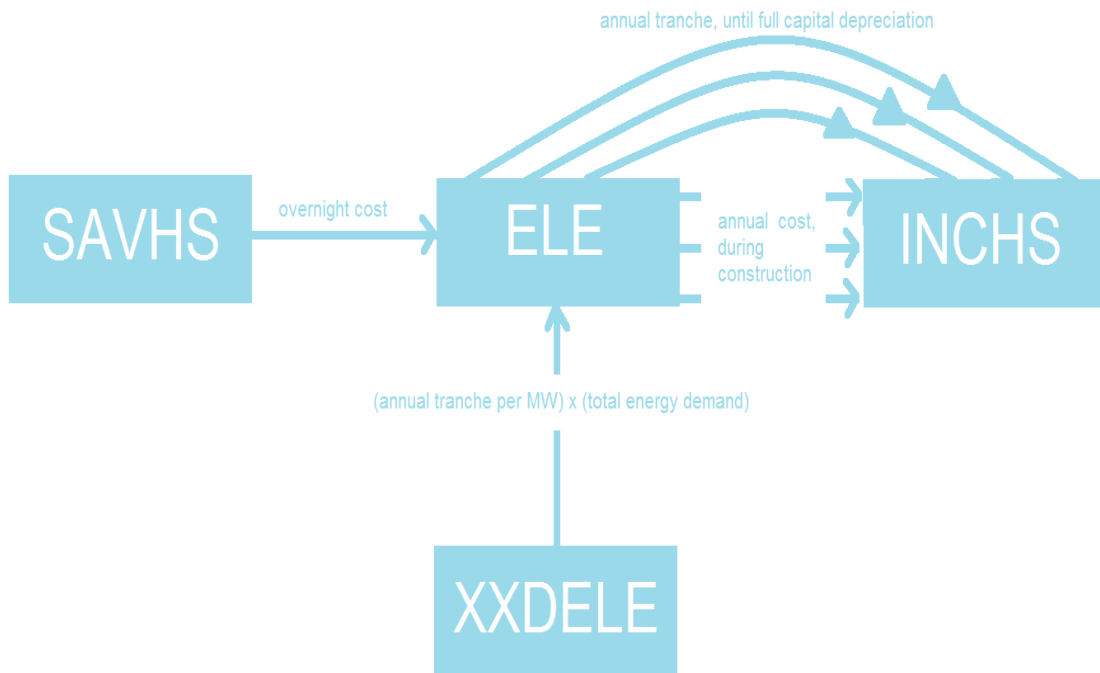 annual tranche, until full capital depreciation
SAVHS
overnight cost
ELE
annual cost,
during
construction
INCHS
(annual tranche per MW) x (total energy demand)
XXDELE